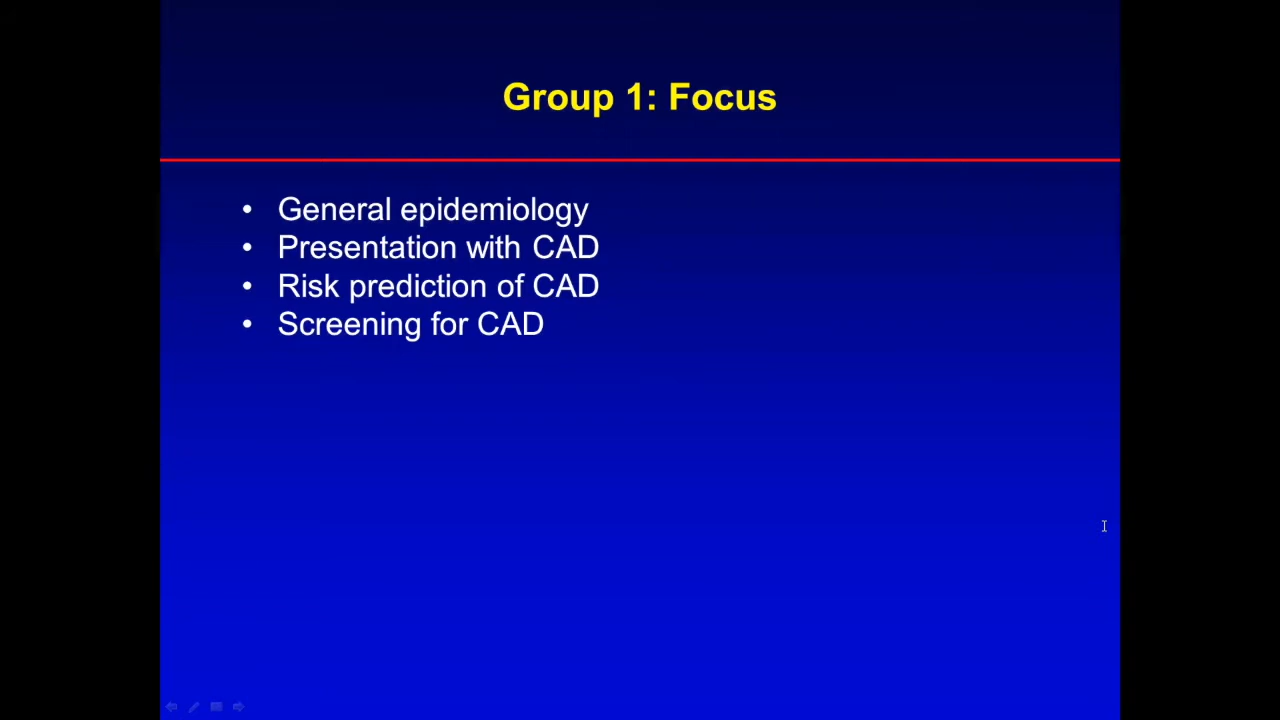 Group 1: Focus
• General epidemiology
• Presentation with CAD
• Risk prediction of CAD
• Screening for CAD